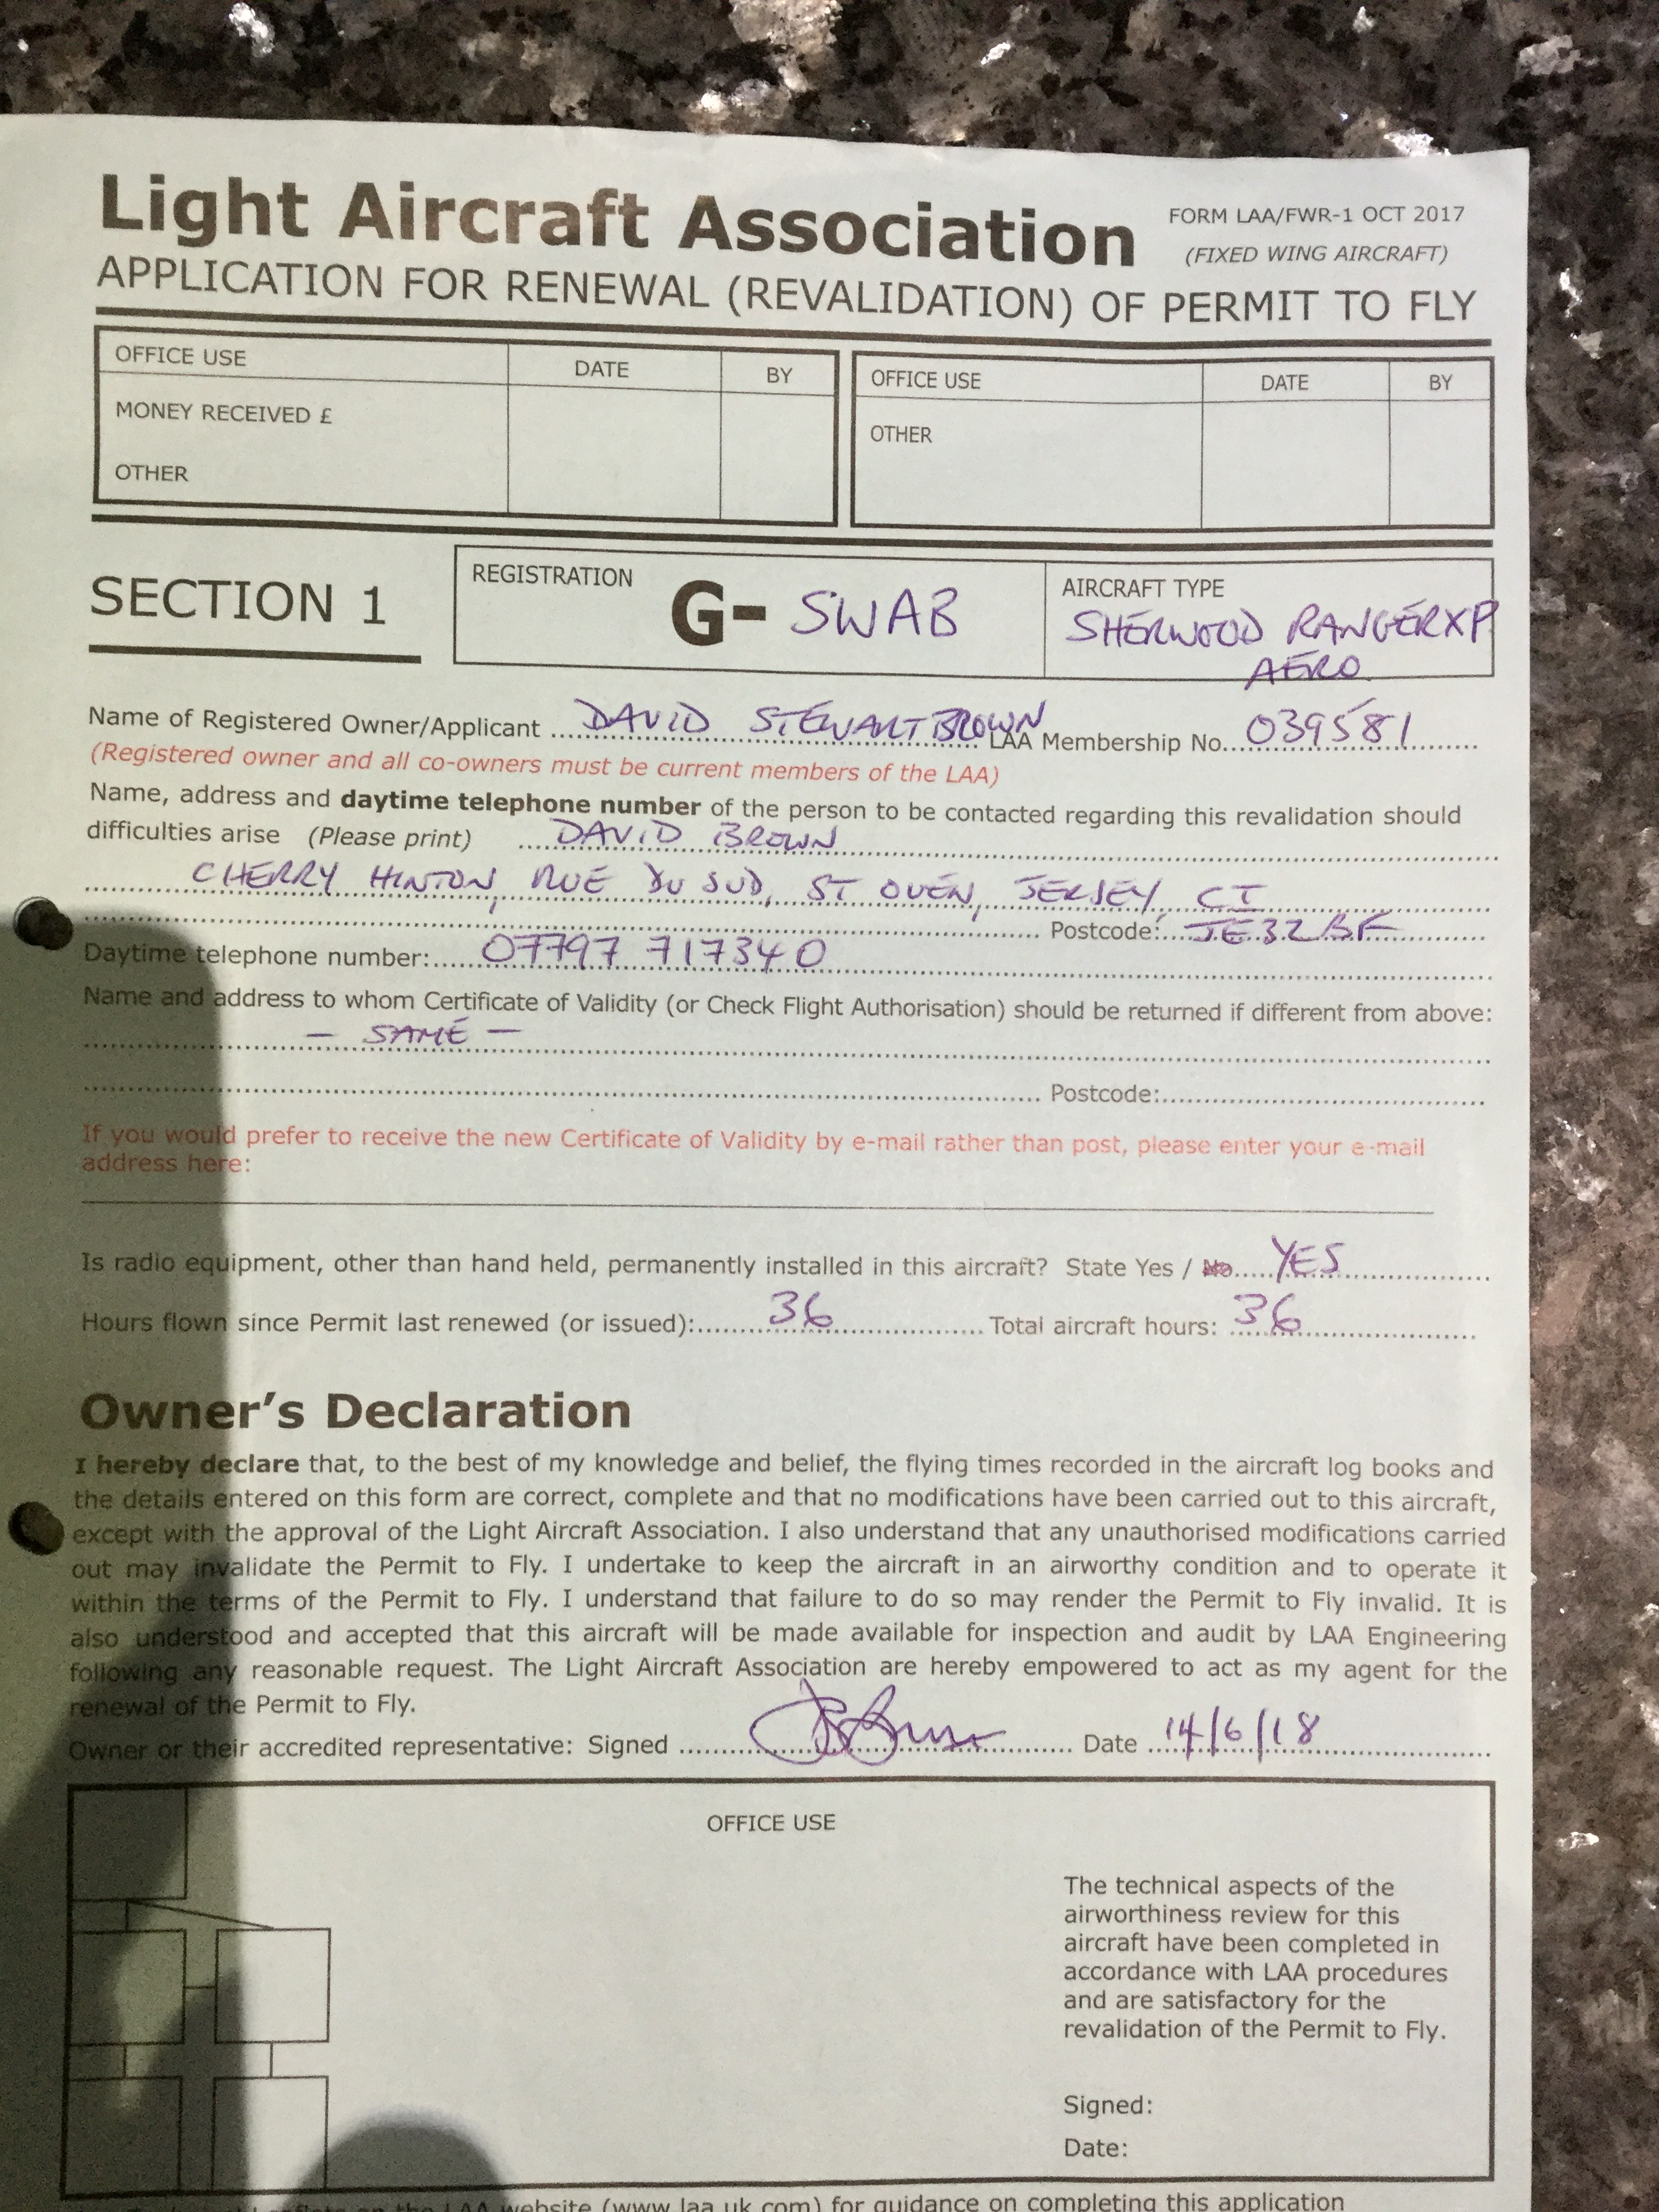 Light Aircraft Association
FORM LAA/FWR-1 OCT 2017
(FIXED WING AIRCRAFT)
APPLICATION FOR RENEWAL (REVALIDATION) OF PERMIT TO FLY
OFFICE USE DATE BY
MONEY RECEIVED £
OTHER
OFFICE USE DATE BY
OTHER
SECTION 1
REGISTRATION
G- SWAB
AIRCRAFT TYPE
SHERWOOD RANGER XP
AERO
Name of Registered Owner/Applicant DAVID STEWART BROWN LAA Membership No. 039581
(Registered owner and all co-owners must be current members of the LAA)
Name, address and daytime telephone number of the person to be contacted regarding this revalidation should
difficulties arise (Please print) DAVID BROWN
CHERRY HINTON, RUE DU SUD, ST OUEN, JERSEY, CI
Postcode: JE32BF
Daytime telephone number: 07797 717340
Name and address to whom Certificate of Validity (or Check Flight Authorisation) should be returned if different from above:
- SAME -
Postcode:
If you would prefer to receive the new Certificate of Validity by e-mail rather than post, please enter your e-mail
address here:
Is radio equipment, other than hand held, permanently installed in this aircraft? State Yes / No YES
Hours flown since Permit last renewed (or issued): 36 Total aircraft hours: 36
Owner's Declaration
I hereby declare that, to the best of my knowledge and belief, the flying times recorded in the aircraft log books and
the details entered on this form are correct, complete and that no modifications have been carried out to this aircraft,
except with the approval of the Light Aircraft Association. I also understand that any unauthorised modifications carried
out may invalidate the Permit to Fly. I undertake to keep the aircraft in an airworthy condition and to operate it
within the terms of the Permit to Fly. I understand that failure to do so may render the Permit to Fly invalid. It is
also understood and accepted that this aircraft will be made available for inspection and audit by LAA Engineering
following any reasonable request. The Light Aircraft Association are hereby empowered to act as my agent for the
renewal of the Permit to Fly.
Owner or their accredited representative: Signed Date 14/6/18
OFFICE USE
The technical aspects of the
airworthiness review for this
aircraft have been completed in
accordance with LAA procedures
and are satisfactory for the
revalidation of the Permit to Fly.
Signed:
Date:
on the LAA website (www.laa.uk.com) for guidance on completing this application